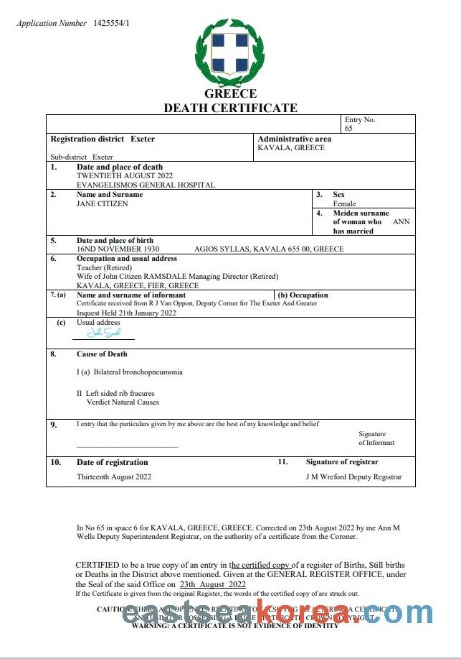 Application Number 1425554/1
GREECE
DEATH CERTIFICATE
Entry No.
65
Registration district Exeter
Administrative area
KAVALA, GREECE
Sub-district Exeter
1. Date and place of death
TWENTIETH AUGUST 2022
EVANGELISMOS GENERAL HOSPITAL
2. Name and Surname
JANE CITIZEN
3. Sex
Female
4. Meiden surname
of woman who ANN
has married
5. Date and place of birth
16ND NOVEMBER 1930 AGIOS SYLLAS, KAVALA 655 00, GREECE
6. Occupation and usual address
Teacher (Retired)
Wife of John Citizen RAMSDALE Managing Director (Retired)
KAVALA, GREECE, FIER, GREECE
7. (a) Name and surname of informant (b) Occupation
Certificate received from R J Van Oppon, Deputy Corner for The Exeter And Greater
Inquest Held 21th January 2022
(c) Usual address
8. Cause of Death
I (a) Bilateral bronchopneumonia
II Left sided rib fracures
Verdict Natural Causes
9. I entry that the particulars given by me above are the best of my knowledge and belief
Signature
of Informant
10. Date of registration
Thirteenth August 2022
11. Signature of registrar
J M Wreford Deputy Registrar
In No 65 in space 6 for KAVALA, GREECE, GREECE. Corrected on 23th August 2022 by me Ann M
Wells Deputy Superintendent Registrar, on the authority of a certificate from the Coroner.
CERTIFIED to be a true copy of an entry in the certified copy of a register of Births, Still births
or Deaths in the District above mentioned. Given at the GENERAL REGISTER OFFICE, under
the Seal of the said Office on 23th August 2022
If the Certificate is given from the original Register, the words of the certified copy of are struck out.
CAUTION:
WARNING: A CERTIFICATE IS NOT EVIDENCE OF IDENTITY